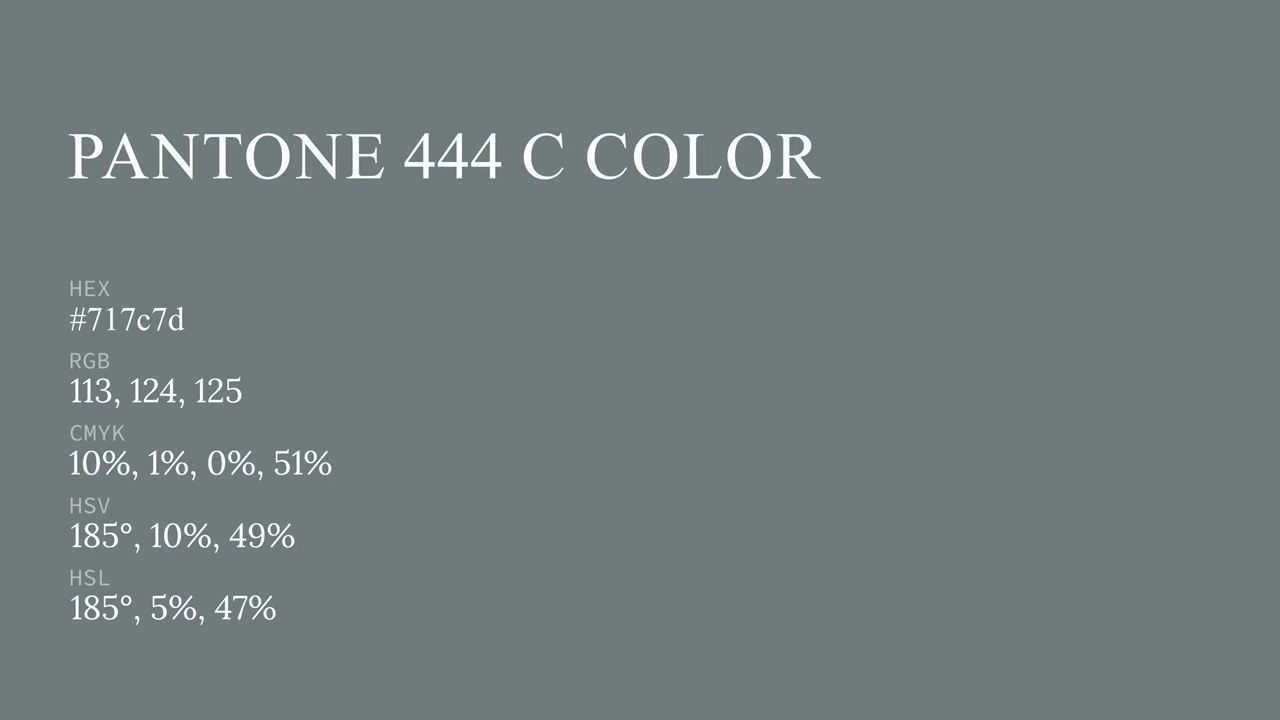 PANTONE 444 C COLOR
HEX
#717c7d
RGB
113, 124, 125
CMYK
10%, 1%, 0%, 51%
HSV
185°, 10%, 49%
HSL
185°, 5%, 47%